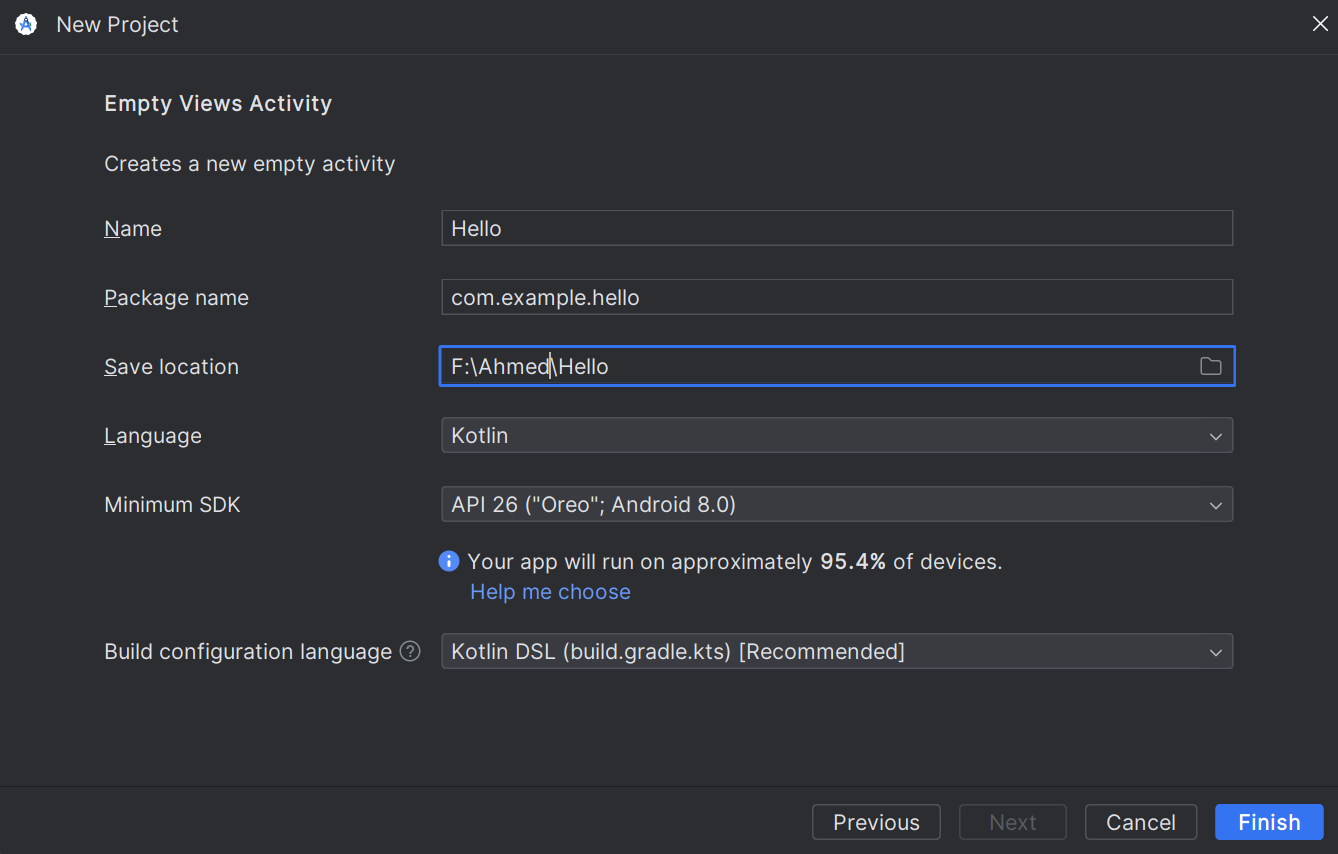 New Project
Empty Views Activity
Creates a new empty activity
Name Hello
Package name com.example.hello
Save location F:\Ahmed\Hello
Language Kotlin
Minimum SDK API 26 ("Oreo"; Android 8.0)
Your app will run on approximately 95.4% of devices.
Help me choose
Build configuration language ? Kotlin DSL (build.gradle.kts) [Recommended]
Previous Next Cancel Finish